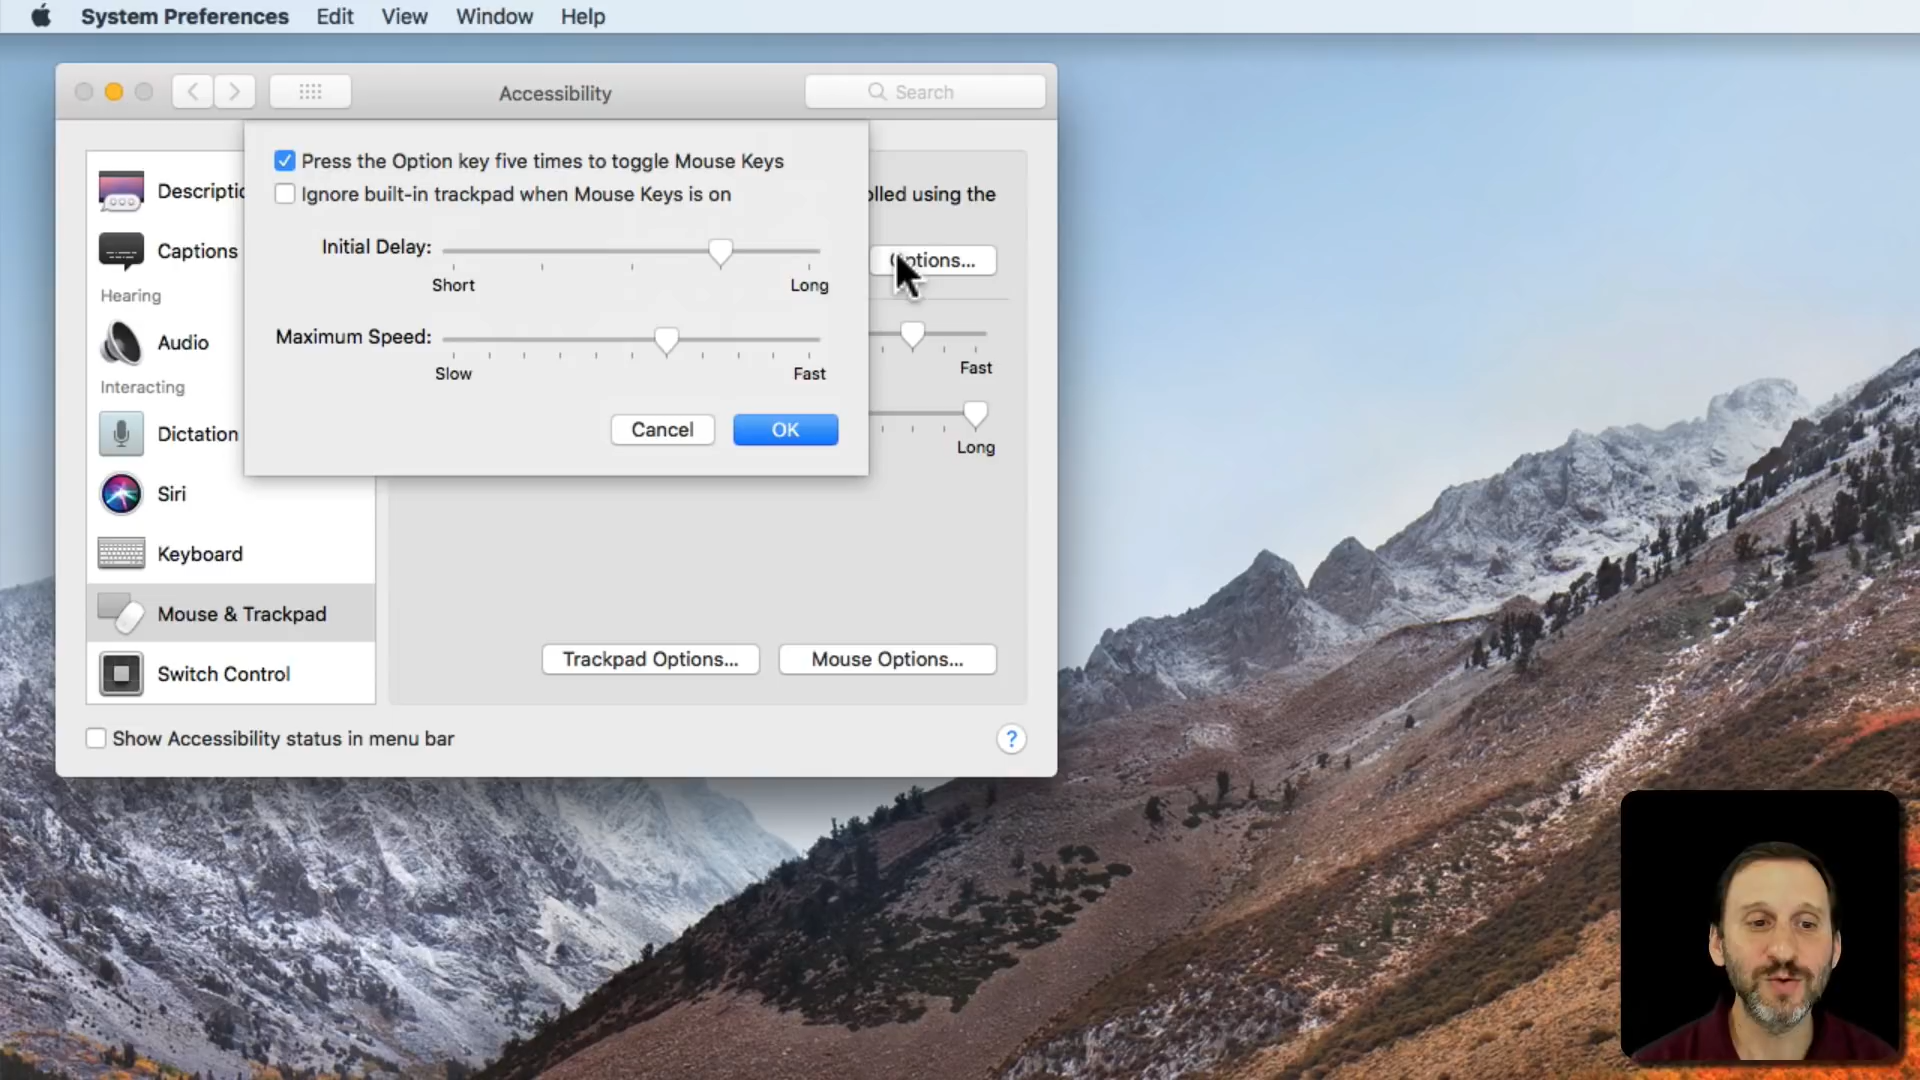 System Preferences Edit View Window Help
Accessibility
Search
Press the Option key five times to toggle Mouse Keys
Ignore built-in trackpad when Mouse Keys is on
Initial Delay:
Short Long
Maximum Speed:
Slow Fast
Cancel OK
olled using the
Options...
Fast
Long
Captions
Hearing
Audio
Interacting
Dictation
Siri
Keyboard
Mouse & Trackpad
Switch Control
Trackpad Options... Mouse Options...
Show Accessibility status in menu bar
?